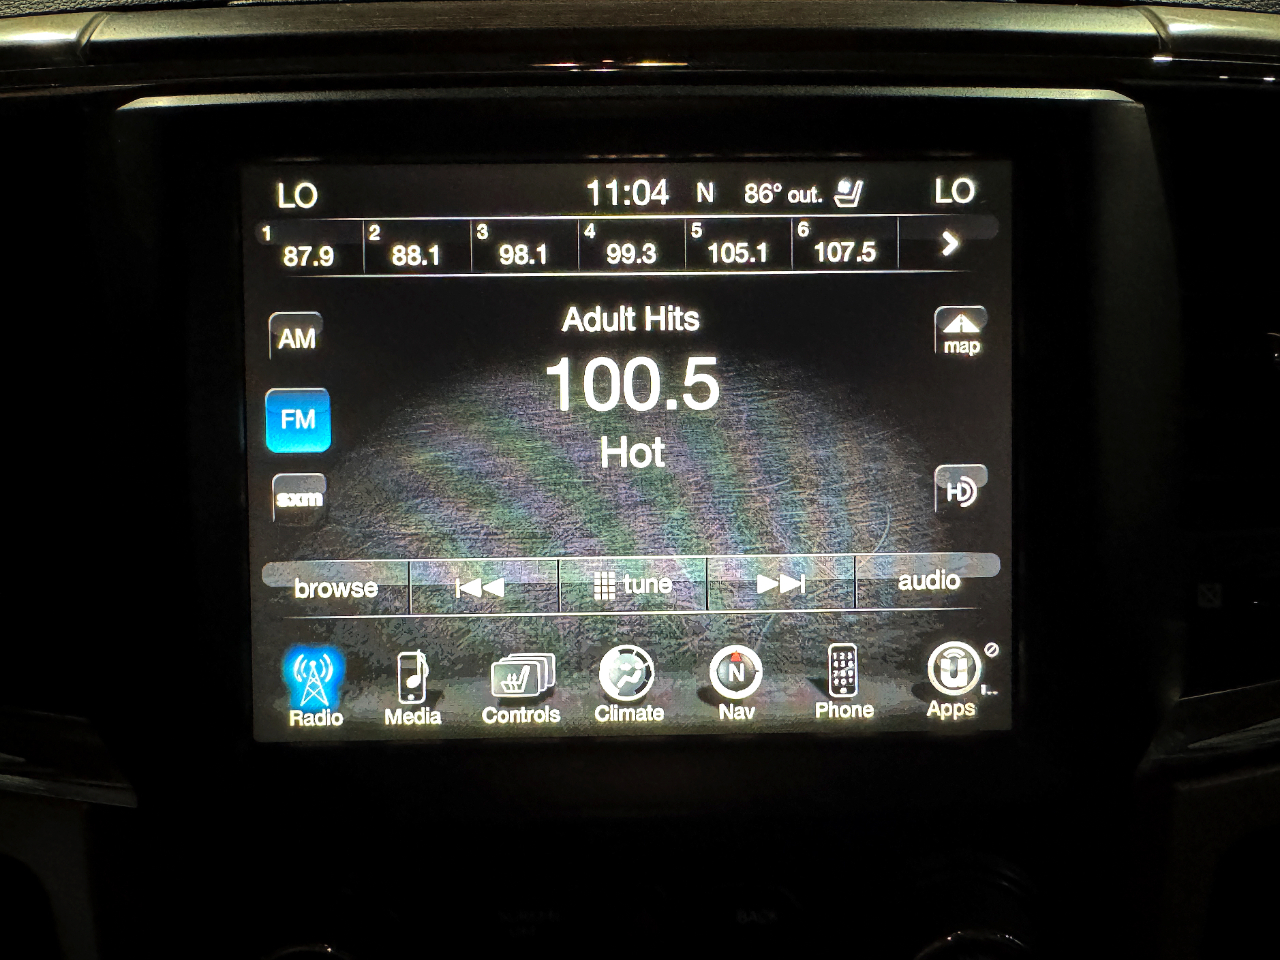 LO 11:04 N 86° out. LO
1 87.9 2 88.1 3 98.1 4 99.3 5 105.1 6 107.5
Adult Hits
AM
map
100.5
FM
Hot
sxm
HD
browse tune audio
Radio Media Controls Climate Nav Phone Apps
BACK